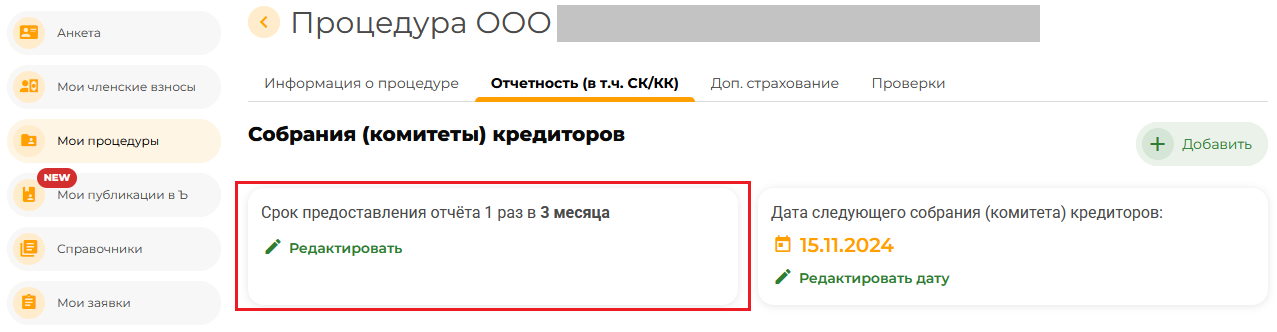 Анкета
Мои членские взносы
Мои процедуры
NEW
Мои публикации в Ъ
Справочники
Мои заявки
Процедура ООО
Информация о процедуре Отчетность (в т.ч. СК/КК) Доп. страхование Проверки
Собрания (комитеты) кредиторов
Добавить
Срок предоставления отчёта 1 раз в 3 месяца
Редактировать
Дата следующего собрания (комитета) кредиторов:
15.11.2024
Редактировать дату